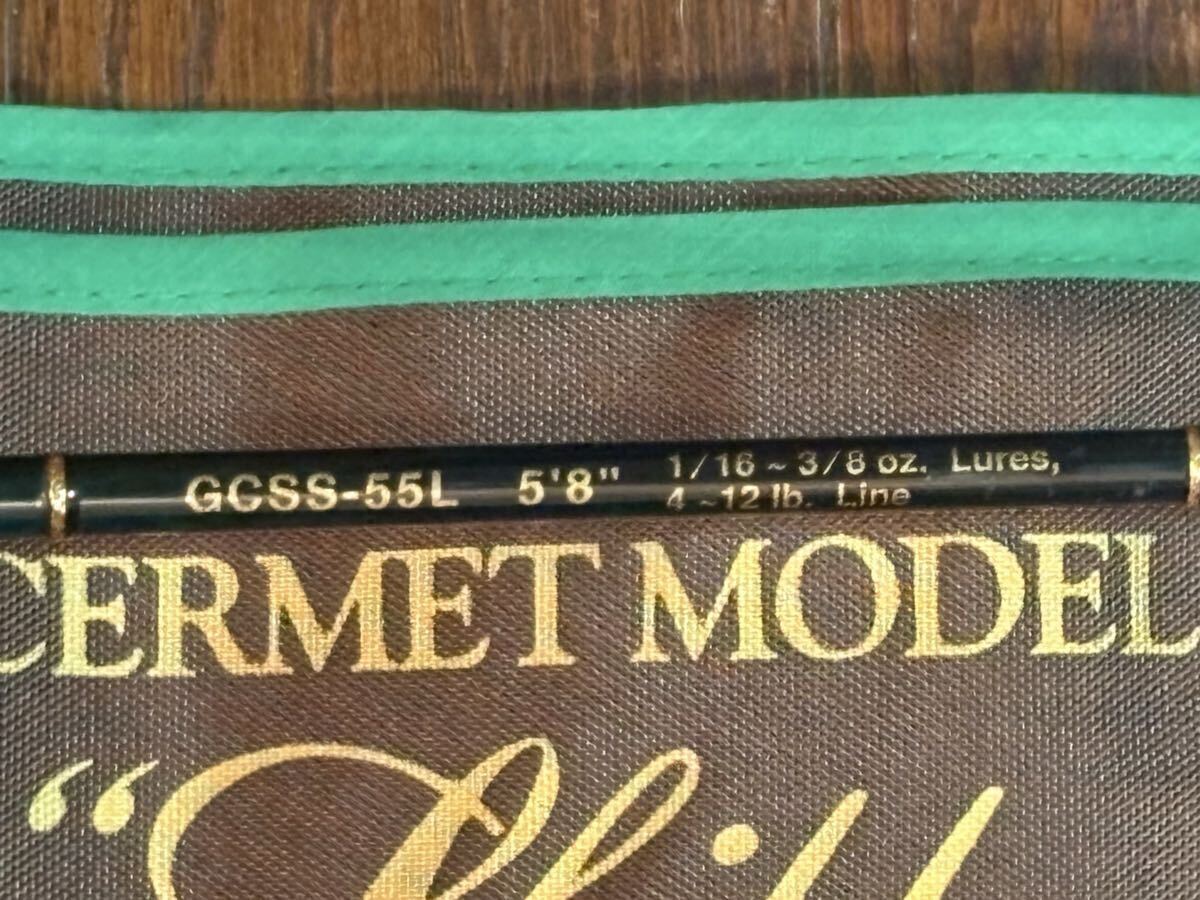 GCSS-55L 5'8" 1/16~3/8 oz. Lures,
4~12 lb. Line
CERMET MODEL